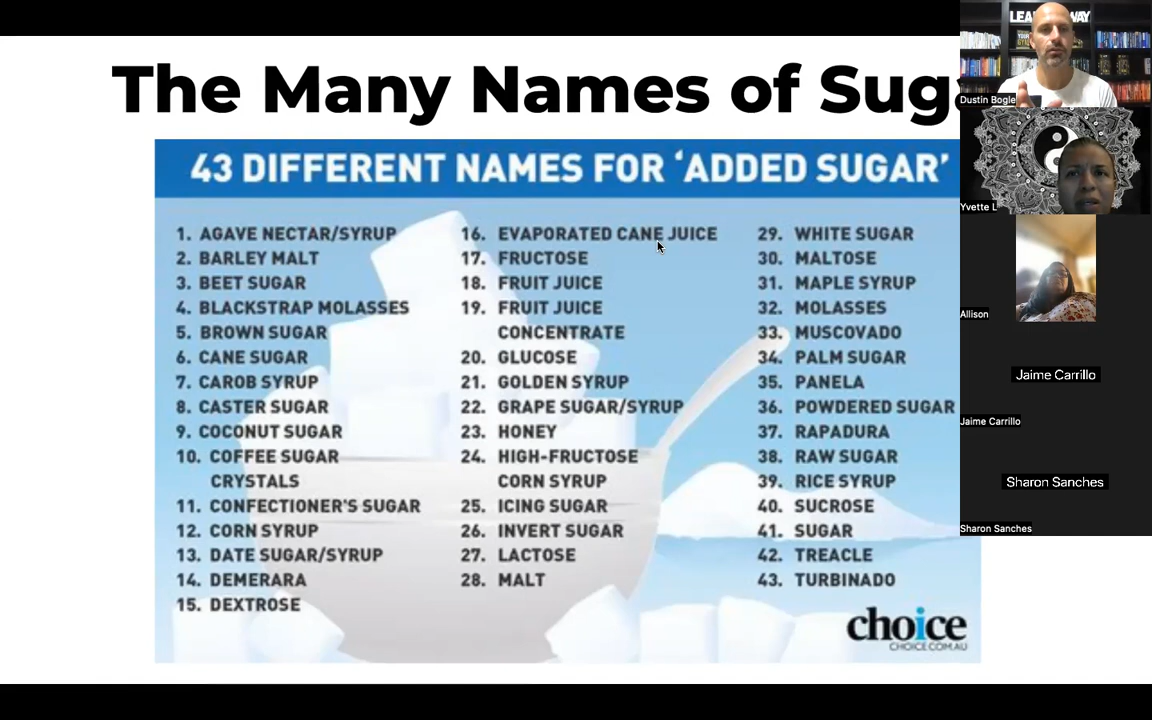 The Many Names of Sug
43 DIFFERENT NAMES FOR ‘ADDED SUGAR’
1. AGAVE NECTAR/SYRUP
2. BARLEY MALT
3. BEET SUGAR
4. BLACKSTRAP MOLASSES
5. BROWN SUGAR
6. CANE SUGAR
7. CAROB SYRUP
8. CASTER SUGAR
9. COCONUT SUGAR
10. COFFEE SUGAR
CRYSTALS
11. CONFECTIONER'S SUGAR
12. CORN SYRUP
13. DATE SUGAR/SYRUP
14. DEMERARA
15. DEXTROSE
16. EVAPORATED CANE JUICE
17. FRUCTOSE
18. FRUIT JUICE
19. FRUIT JUICE
CONCENTRATE
20. GLUCOSE
21. GOLDEN SYRUP
22. GRAPE SUGAR/SYRUP
23. HONEY
24. HIGH-FRUCTOSE
CORN SYRUP
25. ICING SUGAR
26. INVERT SUGAR
27. LACTOSE
28. MALT
29. WHITE SUGAR
30. MALTOSE
31. MAPLE SYRUP
32. MOLASSES
33. MUSCOVADO
34. PALM SUGAR
35. PANELA
36. POWDERED SUGAR
37. RAPADURA
38. RAW SUGAR
39. RICE SYRUP
40. SUCROSE
41. SUGAR
42. TREACLE
43. TURBINADO
choice
CHOICE.COM.AU
Dustin Bogle
Yvette L
Allison
Jaime Carrillo
Jaime Carrillo
Sharon Sanches
Sharon Sanches